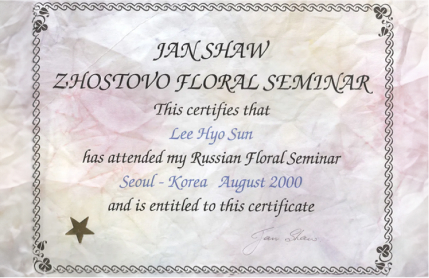 JAN SHAW
ZHOSTOVO FLORAL SEMINAR
This certifies that
Lee Hyo Sun
has attended my Russian Floral Seminar
Seoul - Korea August 2000
and is entitled to this certificate
Jan Shaw